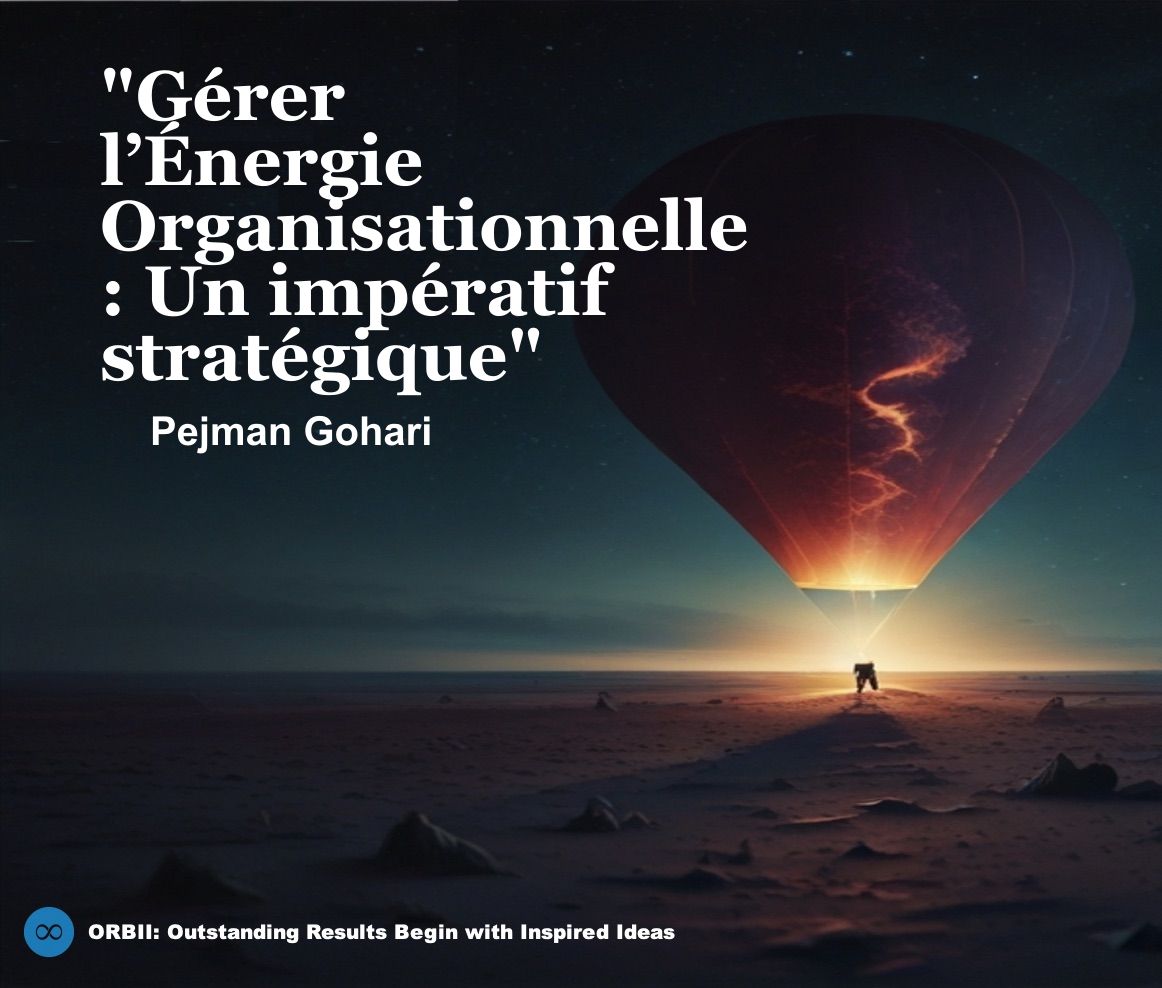 "Gérer
l’Énergie
Organisationnelle
: Un impératif
stratégique"
Pejman Gohari
ORBII: Outstanding Results Begin with Inspired Ideas